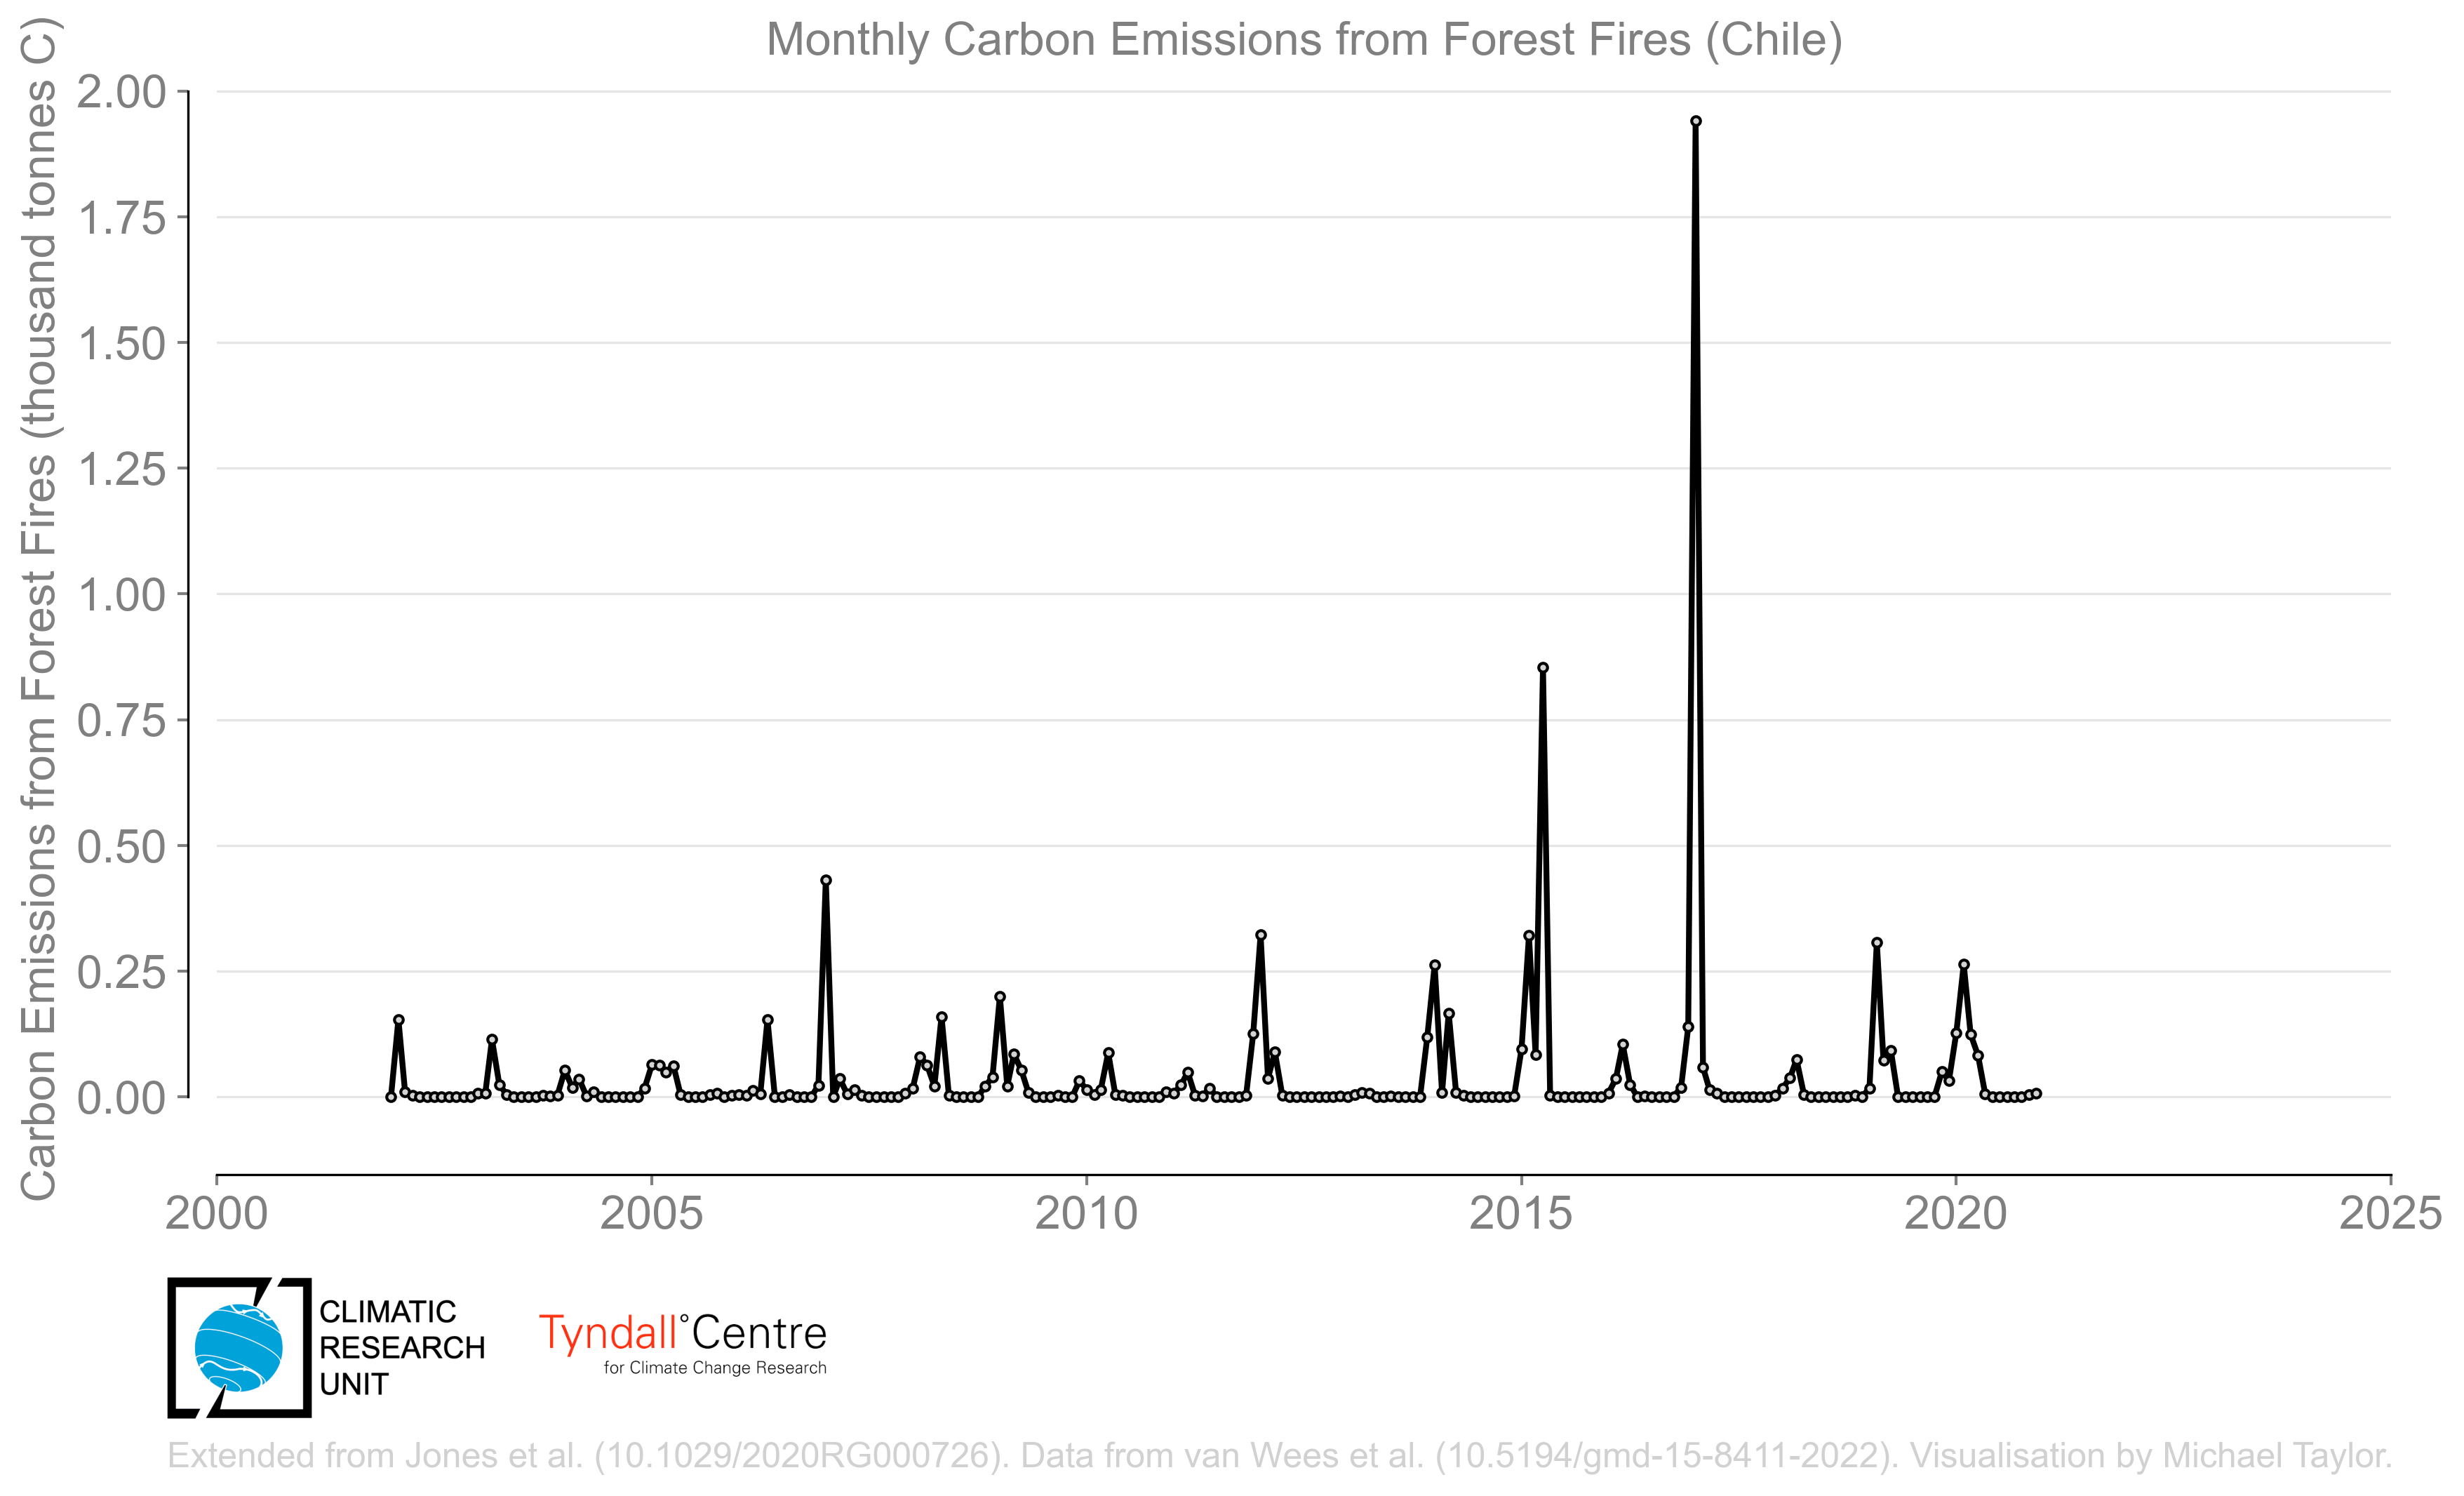 Monthly Carbon Emissions from Forest Fires (Chile)
Carbon Emissions from Forest Fires (thousand tonnes C)
2.00
1.75
1.50
1.25
1.00
0.75
0.50
0.25
0.00
2000 2005 2010 2015 2020 2025
CLIMATIC
RESEARCH
UNIT
Tyndall°Centre
for Climate Change Research
Extended from Jones et al. (10.1029/2020RG000726). Data from van Wees et al. (10.5194/gmd-15-8411-2022). Visualisation by Michael Taylor.